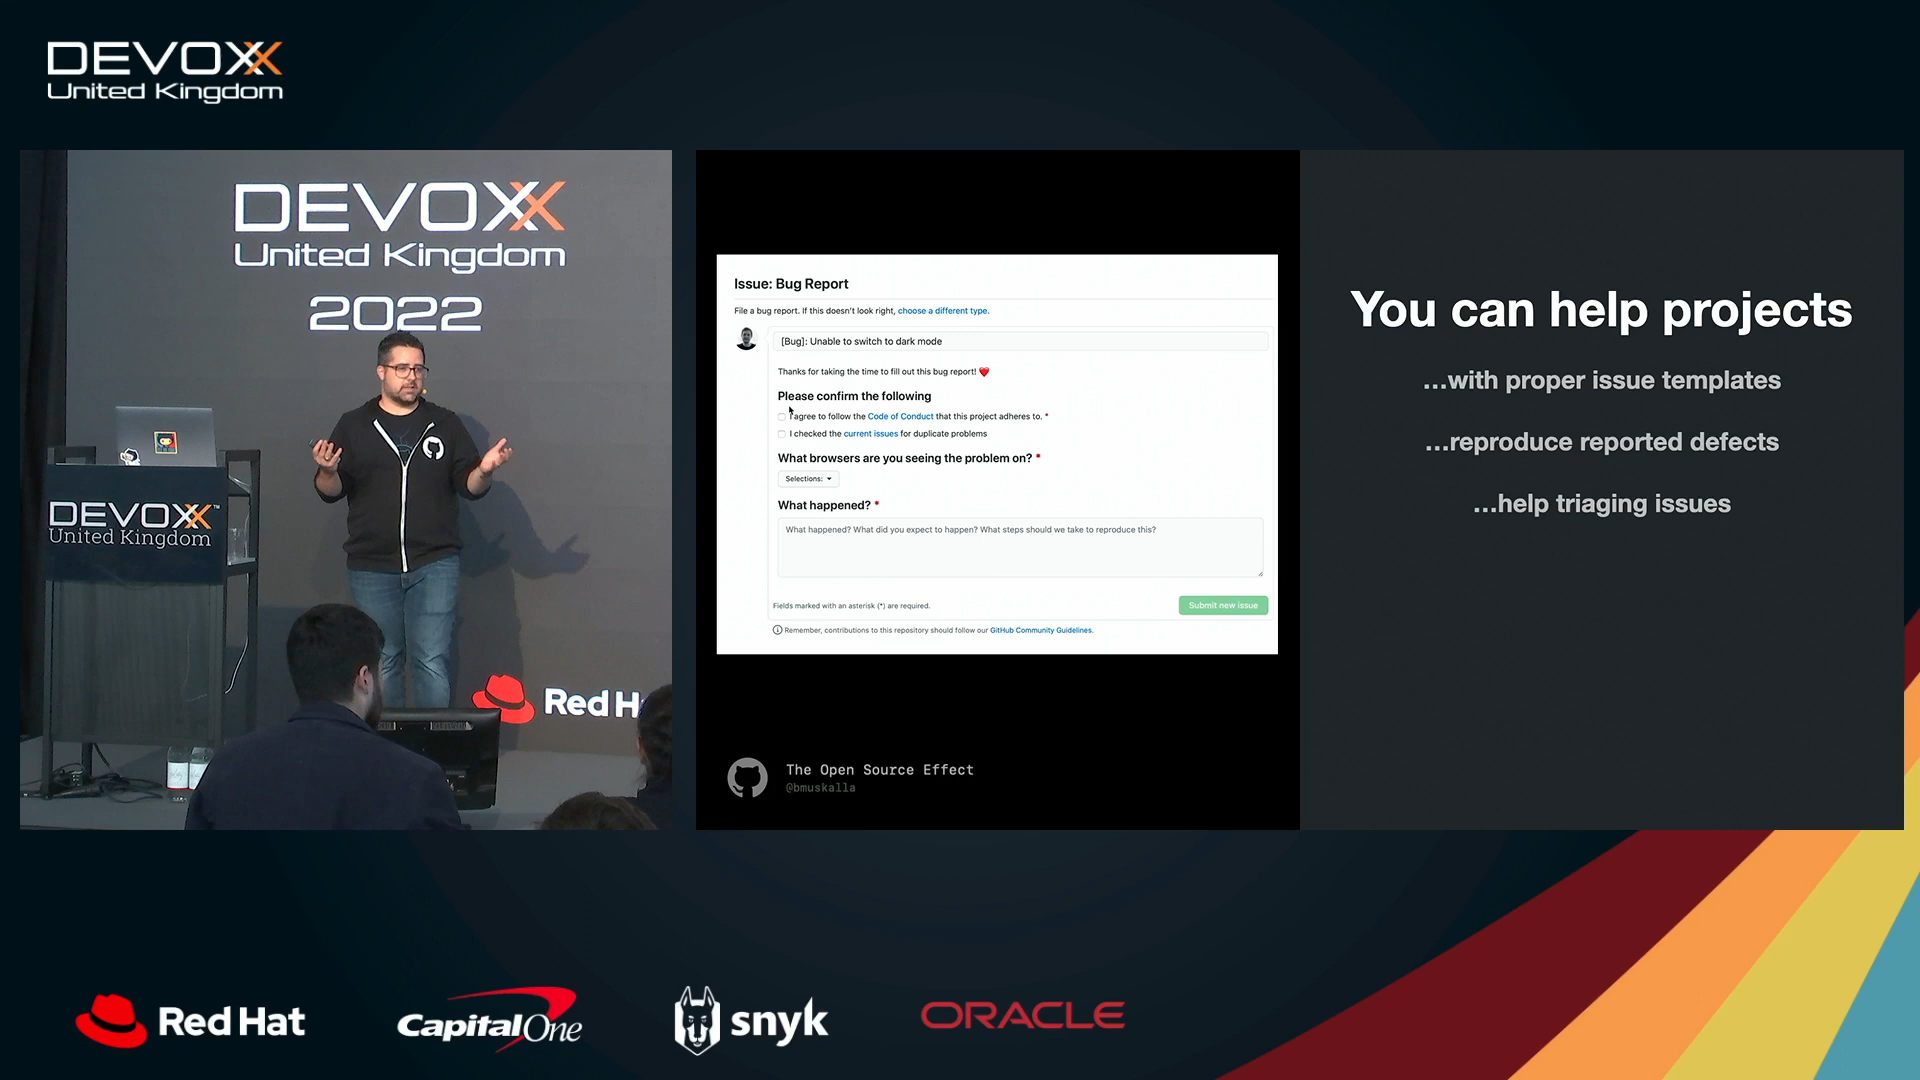 DEVOXX
United Kingdom
DEVOXX
United Kingdom
2022
DEVOXX™
United Kingdom
Red H
Issue: Bug Report
File a bug report. If this doesn't look right, choose a different type.
[Bug]: Unable to switch to dark mode
Thanks for taking the time to fill out this bug report! ❤️
Please confirm the following
I agree to follow the Code of Conduct that this project adheres to. *
I checked the current issues for duplicate problems
What browsers are you seeing the problem on? *
Selections:
What happened? *
What happened? What did you expect to happen? What steps should we take to reproduce this?
Fields marked with an asterisk (*) are required.
Submit new issue
Remember, contributions to this repository should follow our GitHub Community Guidelines.
The Open Source Effect
@bmuskalla
You can help projects
...with proper issue templates
...reproduce reported defects
...help triaging issues
Red Hat
CapitalOne
snyk
ORACLE